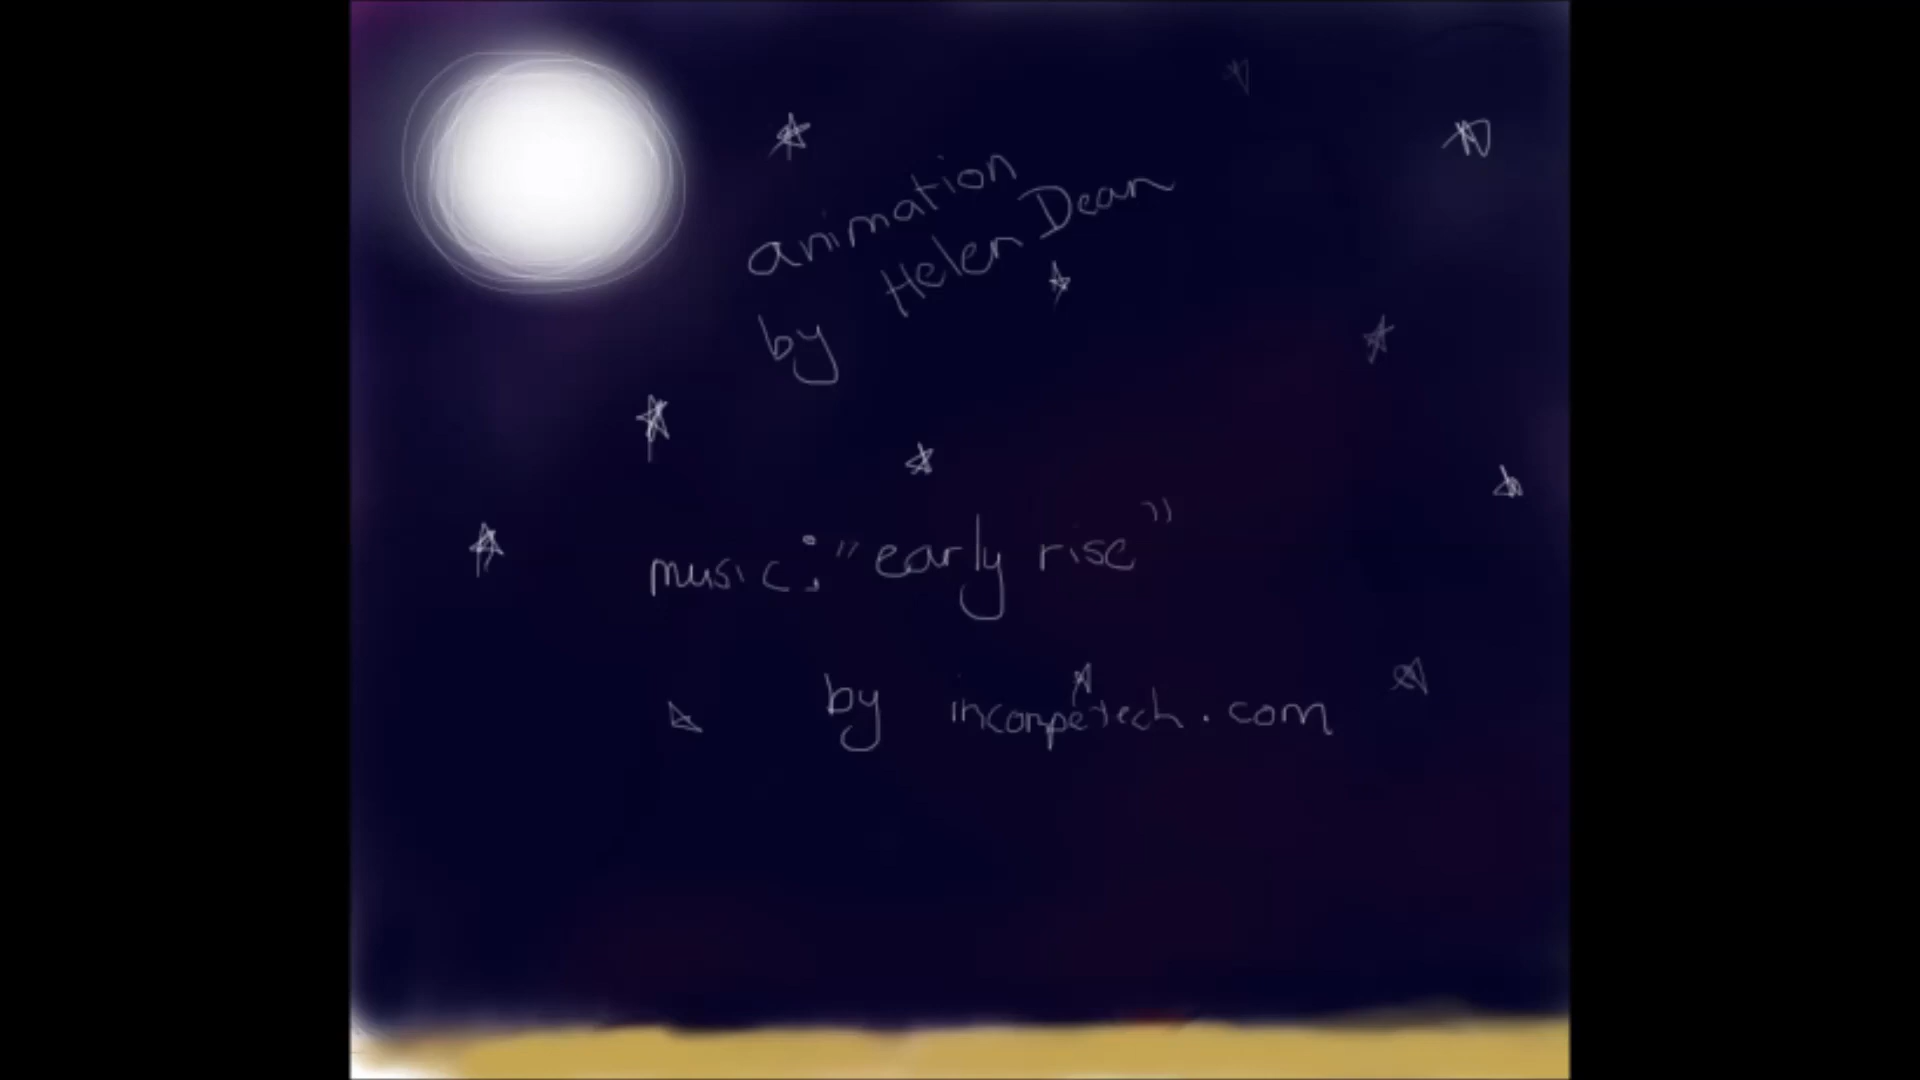 animation
by Helen Dean
music: "early rise"
by incompetech.com